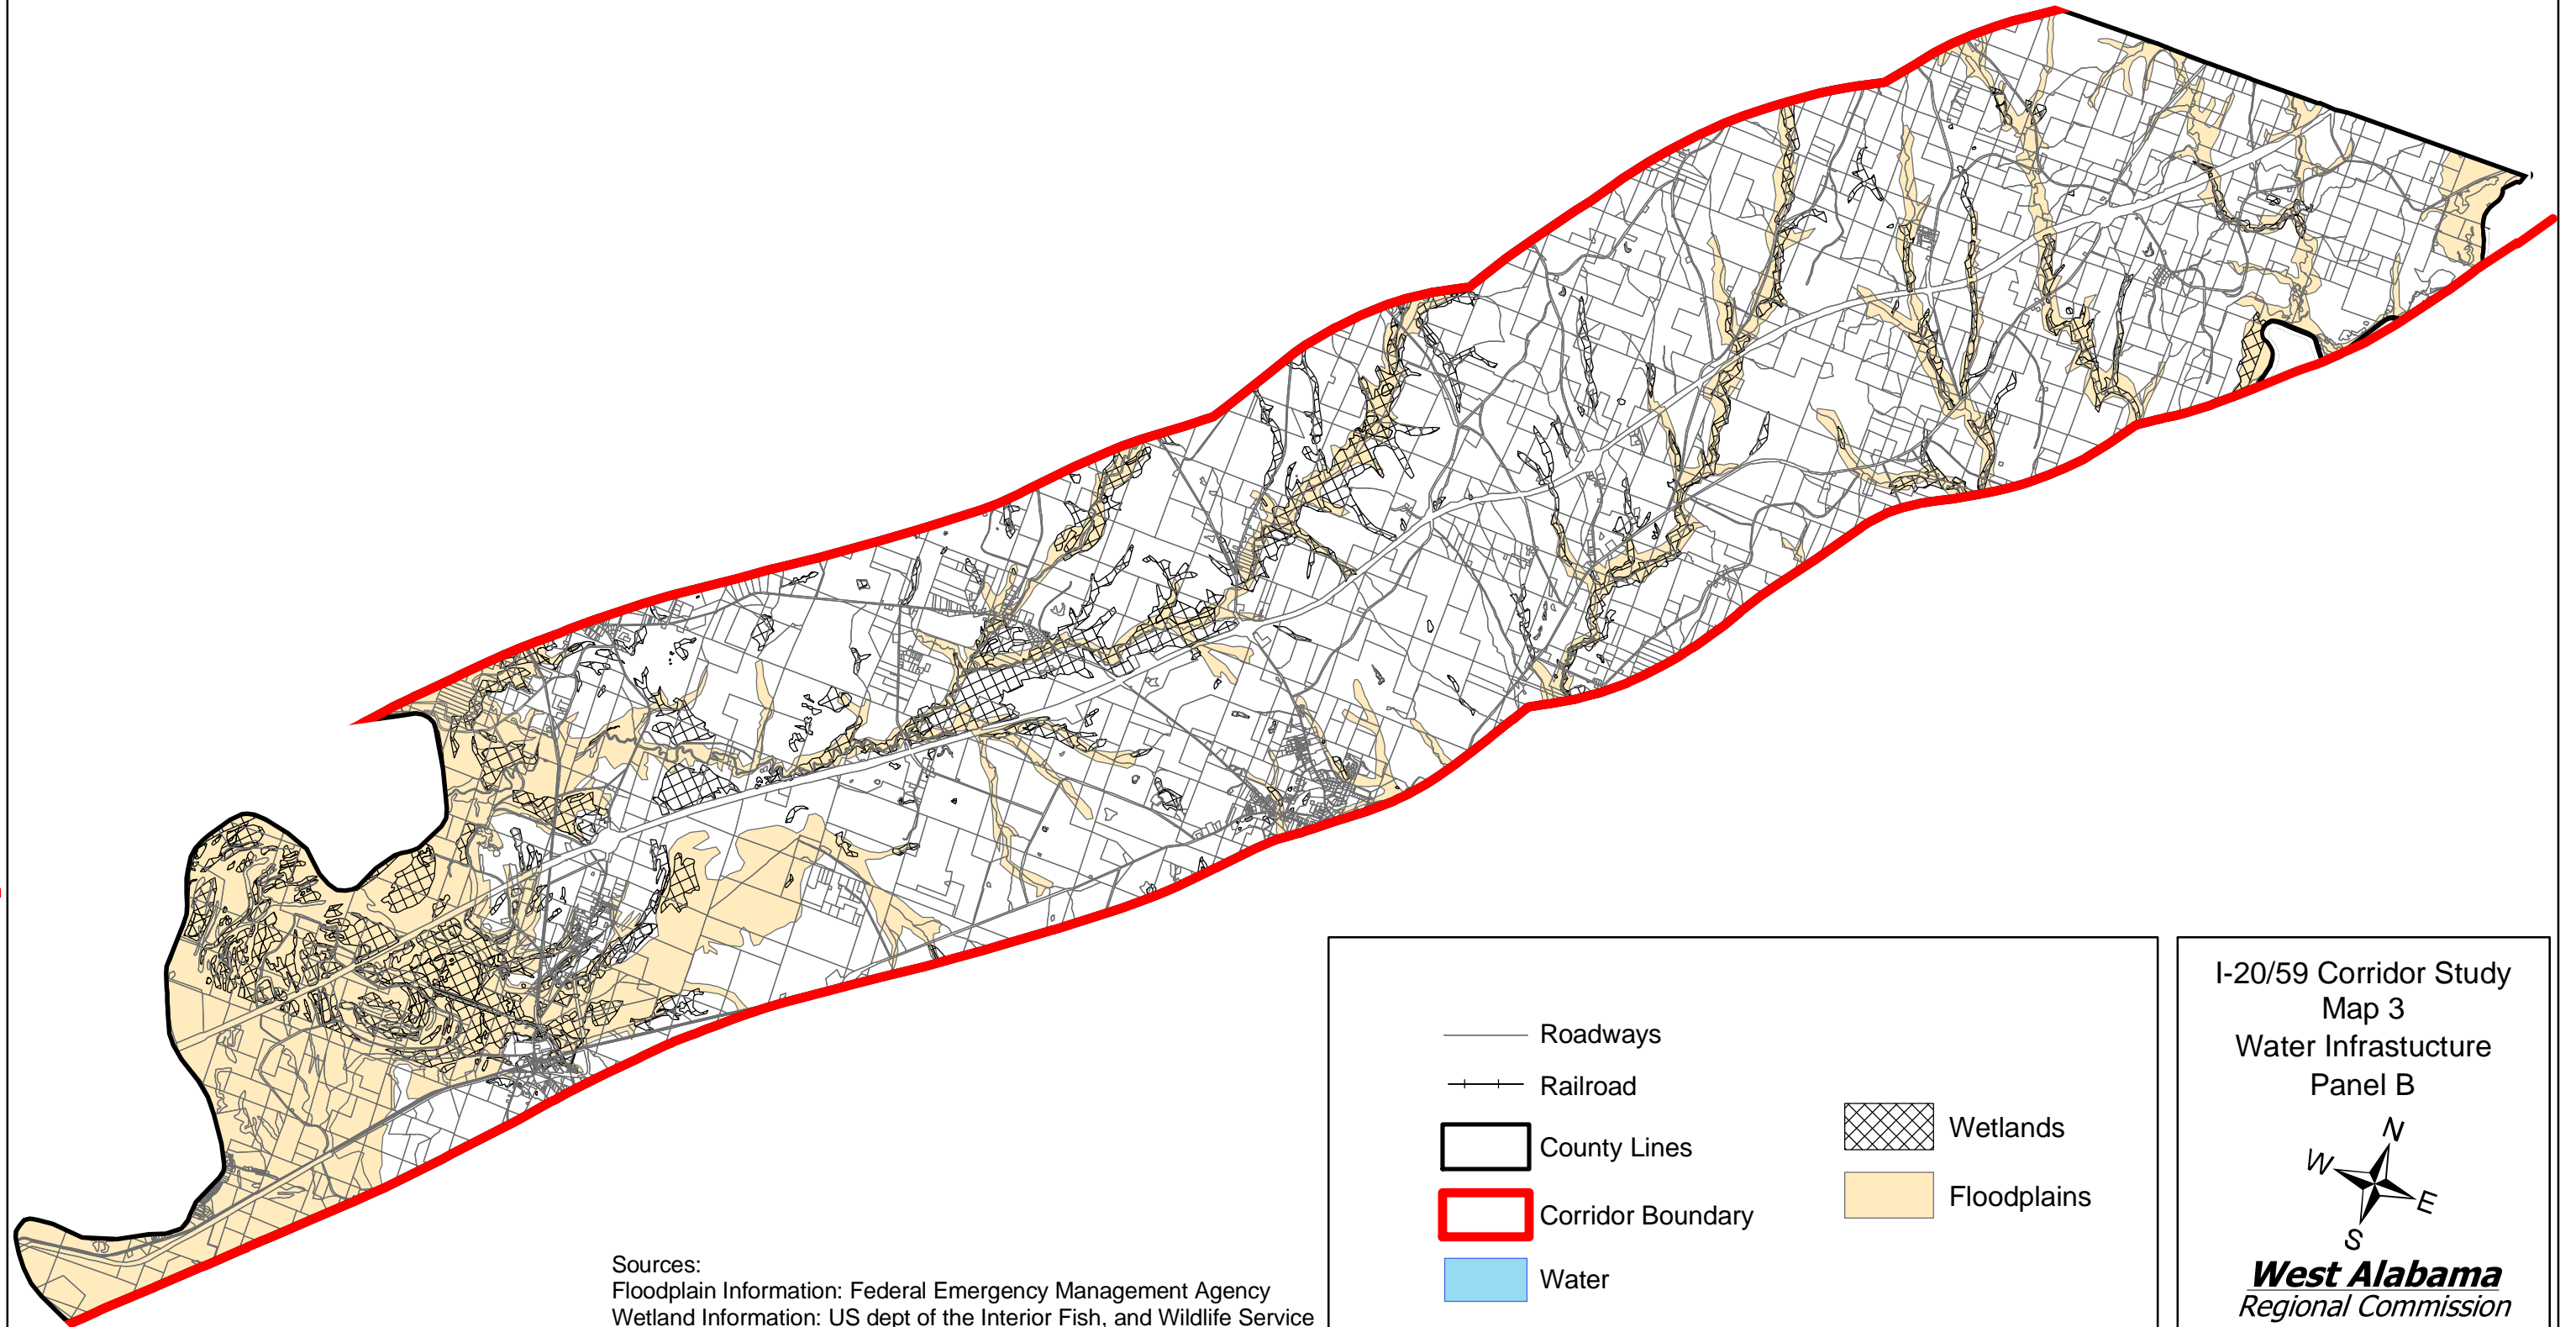 Sources:
Floodplain Information: Federal Emergency Management Agency
Wetland Information: US dept of the Interior Fish, and Wildlife Service
Roadways
Railroad
County Lines
Corridor Boundary
Water
Wetlands
Floodplains
I-20/59 Corridor Study
Map 3
Water Infrastucture
Panel B
N
W
E
S
West Alabama
Regional Commission